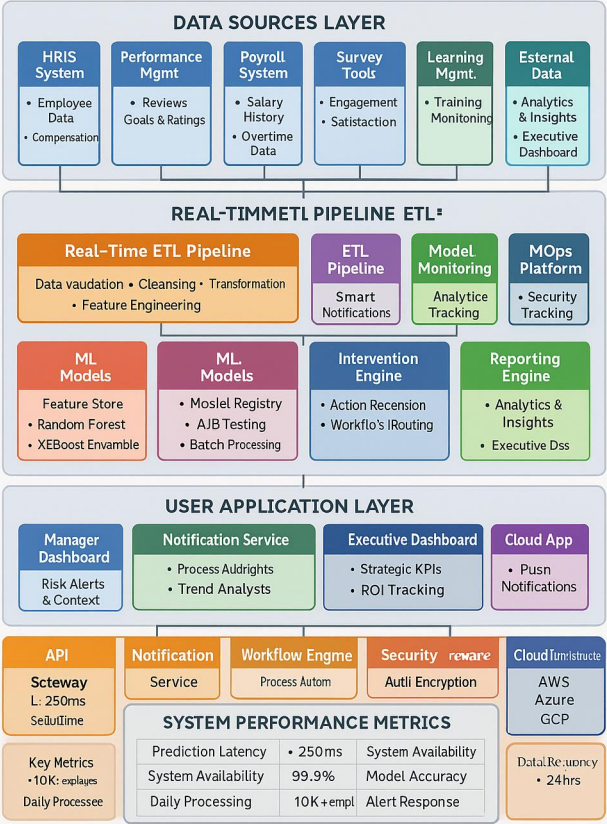 DATA SOURCES LAYER
HRIS
System
• Employee
Data
• Compensation
Performance
Mgmt
• Reviews
Goals & Ratings
Poyroll
System
• Salary
History
• Overtime
Data
Survey
Tools
• Engagement
• Satistaction
Learning
Mgmt.
• Training
Monitoring
Esternal
Data
• Analytics
& Insights
• Executive
Dashboard
REAL-TIMMETL PIPELINE ETL:
Real-Time ETL Pipeline
Data vaudation • Cleansing • Transformation
• Feature Engineering
ETL
Pipeline
Smart
Notifications
Model
Monitoring
Analytice
Tracking
MOps
Platform
• Security
Tracking
ML
Models
Feature Store
• Random Forest
• XEBoost Envamble
ML.
Models
• Moslel Registry
• AJB Testing
• Batch Processing
Intervention
Engine
• Action Recension
• Workflo's IRouting
Reporting
Engine
• Analytics &
Insights
• Executive Dss
USER APPLICATION LAYER
Manager
Dashboard
Risk Alerts
& Context
Notification Service
• Process Addrights
• Trend Analysts
Executive Dashboard
• Strategic KPIs
• ROI Tracking
Cloud App
• Pusn
Notifications
API
Scteway
L: 250ms
Notification
Service
Workflow Engme
Process Autom
Security reware
Autli Encryption
Cloud
AWS
Azure
GCP
Key Metrics
• 10K: explayes
Daily Processee
SYSTEM PERFORMANCE METRICS
Prediction Latency • 250ms System Availability
System Availability 99.9% Model Accuracy
Daily Processing 10K+empl Alert Response
• 24hrs